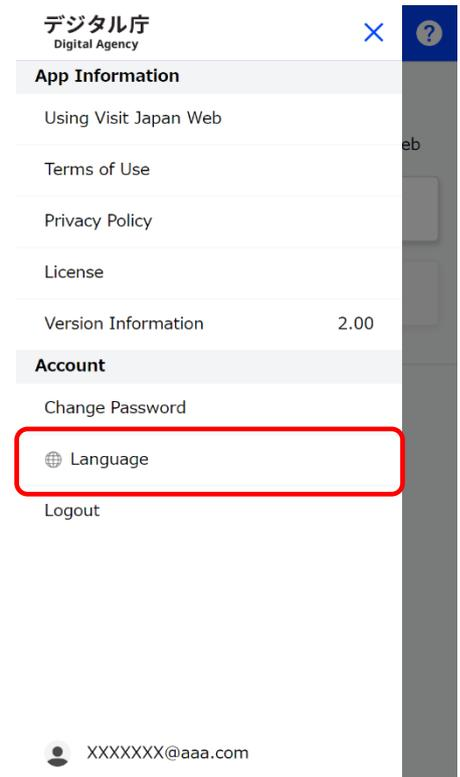 デジタル庁
Digital Agency
App Information
Using Visit Japan Web
eb
Terms of Use
Privacy Policy
License
Version Information 2.00
Account
Change Password
Language
Logout
XXXXXXX@aaa.com